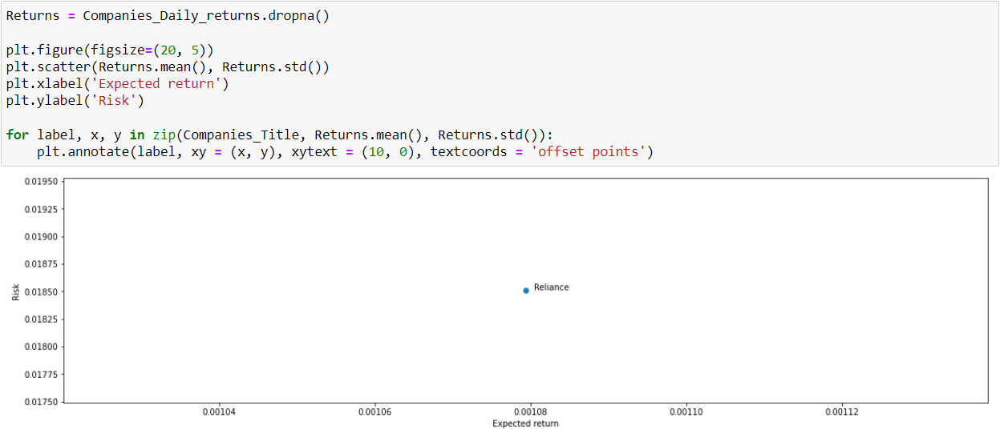 Returns = Companies_Daily_returns.dropna()
plt.figure(figsize=(20, 5))
plt.scatter(Returns.mean(), Returns.std())
plt.xlabel('Expected return')
plt.ylabel('Risk')
for label, x, y in zip(Companies_Title, Returns.mean(), Returns.std()):
    plt.annotate(label, xy = (x, y), xytext = (10, 0), textcoords = 'offset points')
0.01950
0.01925
0.01900
0.01875
0.01850
0.01825
0.01800
0.01775
0.01750
Risk
Reliance
0.00104 0.00106 0.00108 0.00110 0.00112
Expected return